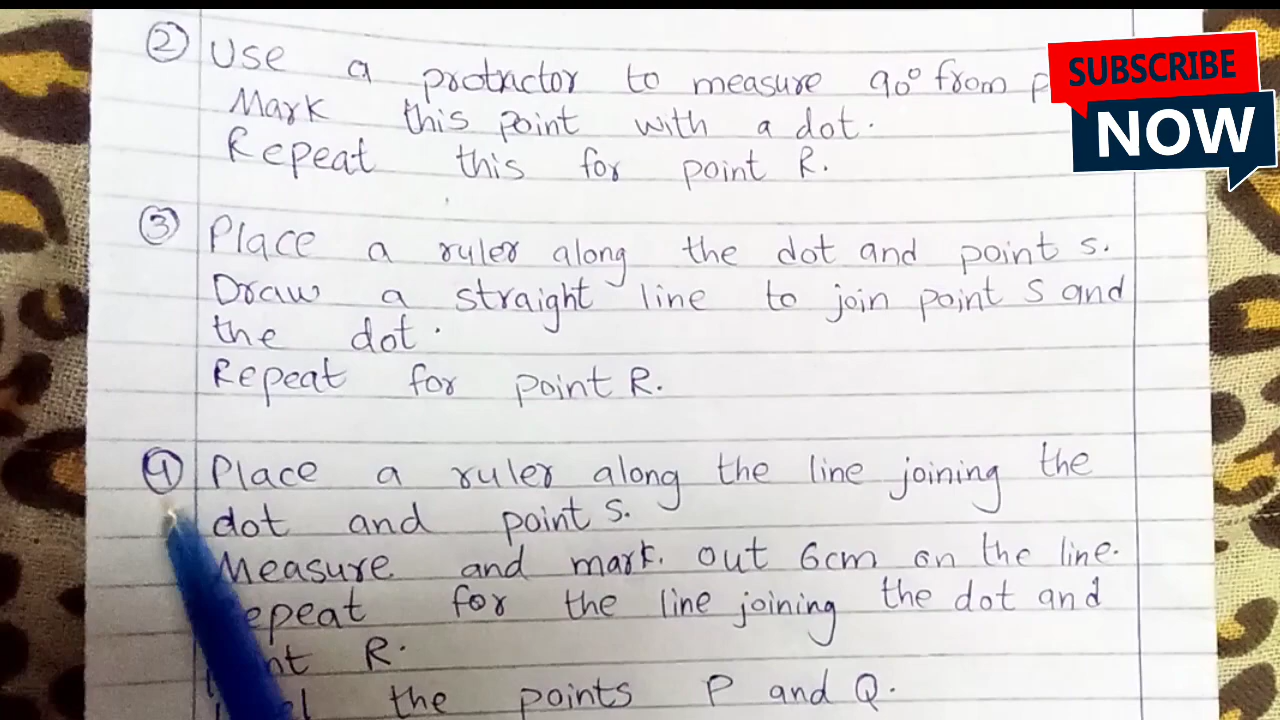 ② Use a protractor to measure 90° from
Mark this point with a dot.
Repeat this for point R.
③ Place a ruler along the dot and point S.
Draw a straight line to join point S and
the dot.
Repeat for point R.
④ Place a ruler along the line joining the
dot and point S.
Measure and mark. out 6cm on the line.
epeat for the line joining the dot and
nt R.
the points P and Q.
SUBSCRIBE
NOW